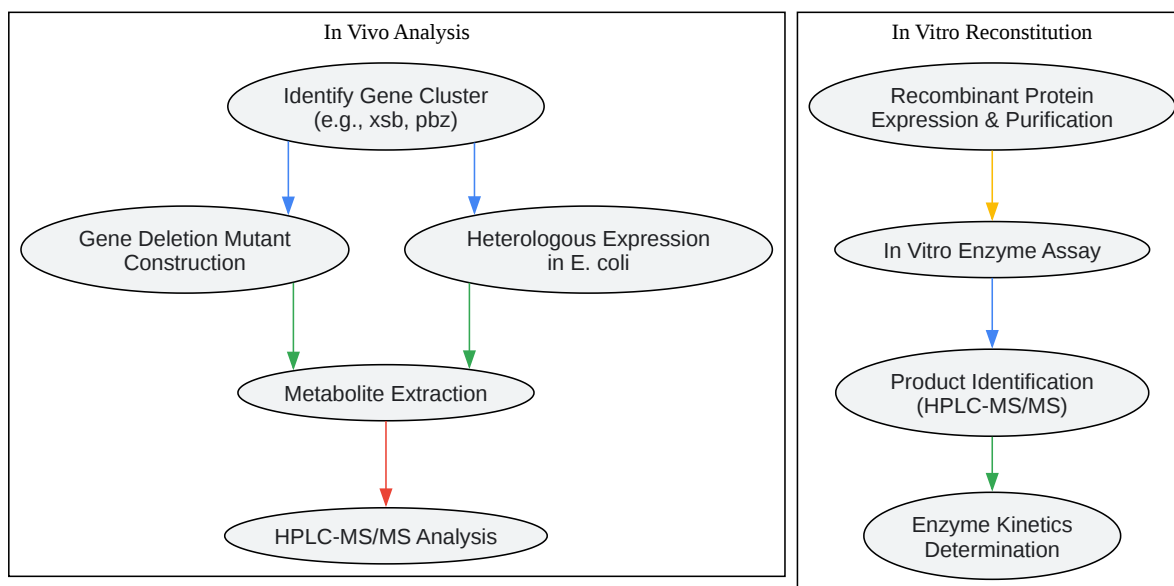 In Vivo Analysis
Identify Gene Cluster
(e.g., xsb, pbz)
Gene Deletion Mutant
Construction
Heterologous Expression
in E. coli
Metabolite Extraction
HPLC-MS/MS Analysis
In Vitro Reconstitution
Recombinant Protein
Expression & Purification
In Vitro Enzyme Assay
Product Identification
(HPLC-MS/MS)
Enzyme Kinetics
Determination